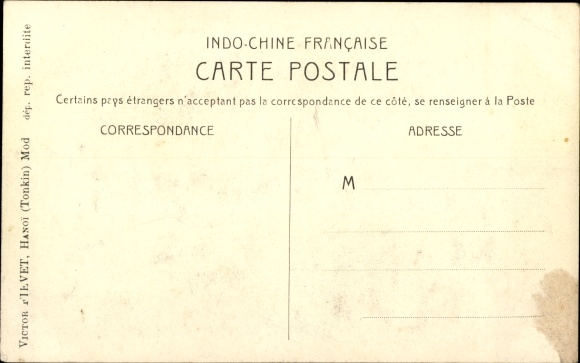 INDO-CHINE FRANÇAISE
CARTE POSTALE
Certains pays étrangers n'acceptant pas la correspondance de ce côté, se renseigner à la Poste
CORRESPONDANCE
ADRESSE
M
VICTOR FIÉVET, HANOÏ (Tonkin) Mod dép. rep. interdite